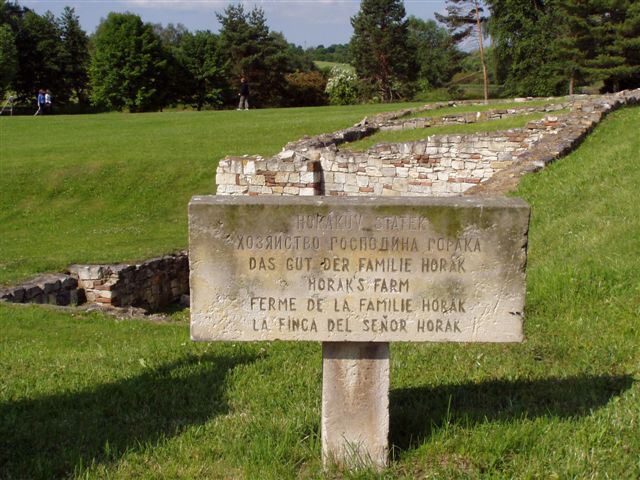 HORÁKŮV STATEK
ХОЗЯЙСТВО ГОСПОДИНА ГОРАКА
DAS GUT DER FAMILIE HORÁK
HORÁK'S FARM
FERME DE LA FAMILLE HORÁK
LA FINCA DEL SEÑOR HORÁK